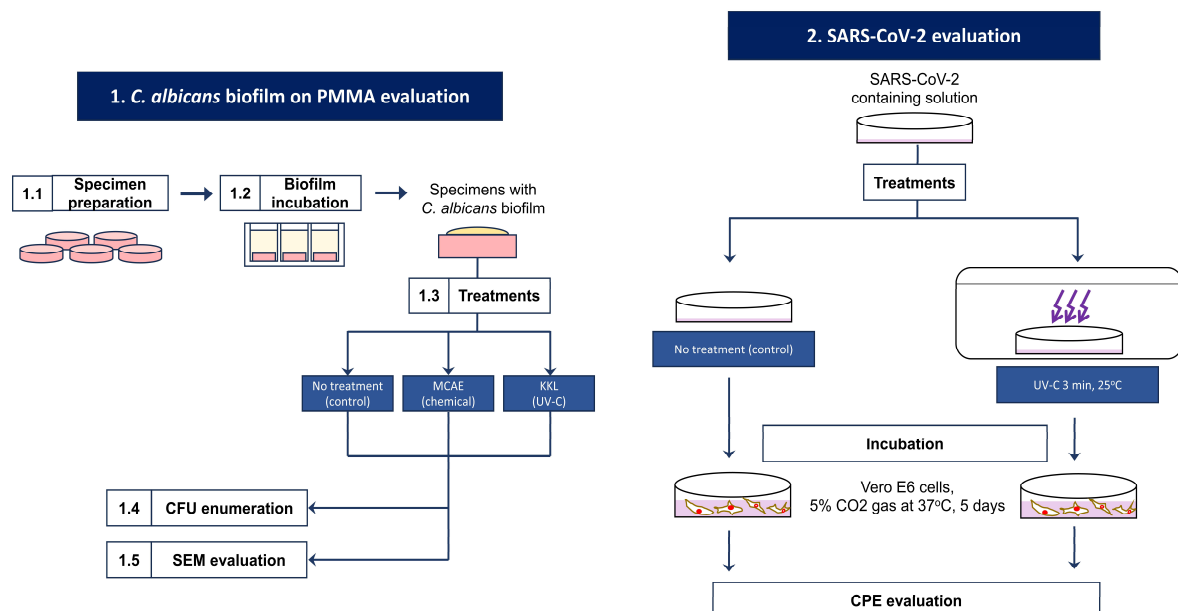 1. C. albicans biofilm on PMMA evaluation
1.1 Specimen
preparation
1.2 Biofilm
incubation
Specimens with
C. albicans biofilm
1.3 Treatments
No treatment
(control)
MCAE
(chemical)
KKL
(UV-C)
1.4 CFU enumeration
1.5 SEM evaluation
2. SARS-CoV-2 evaluation
SARS-CoV-2
containing solution
Treatments
No treatment (control)
UV-C 3 min, 25°C
Incubation
Vero E6 cells,
5% CO2 gas at 37°C, 5 days
CPE evaluation